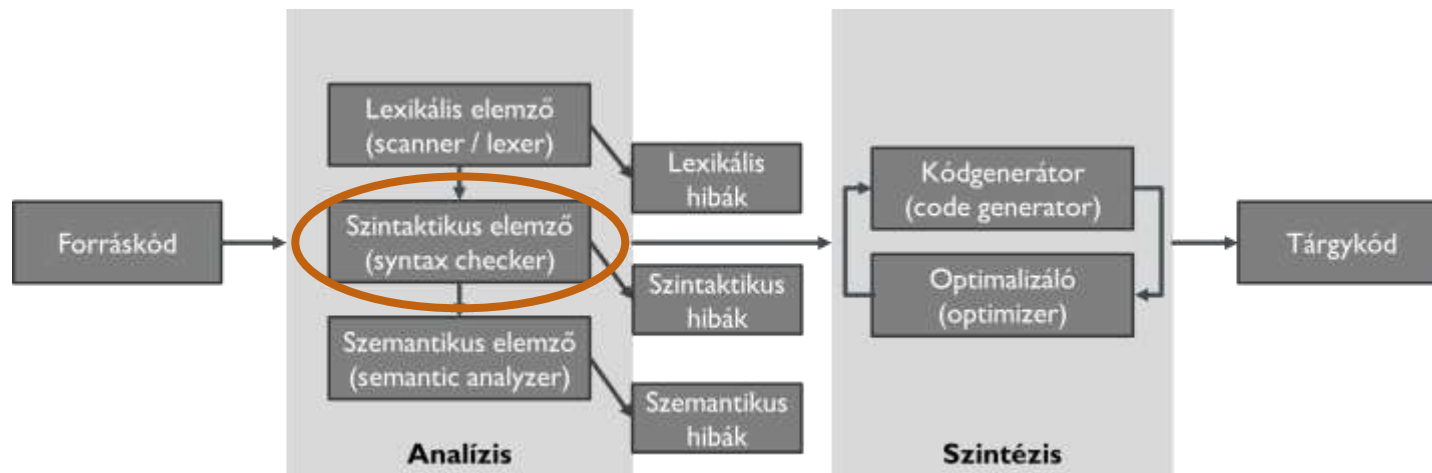 Forráskód
Lexikális elemző
(scanner / lexer)
Szintaktikus elemző
(syntax checker)
Szemantikus elemző
(semantic analyzer)
Analízis
Lexikális
hibák
Szintaktikus
hibák
Szemantikus
hibák
Kódgenerátor
(code generator)
Optimalizáló
(optimizer)
Szintézis
Tárgykód